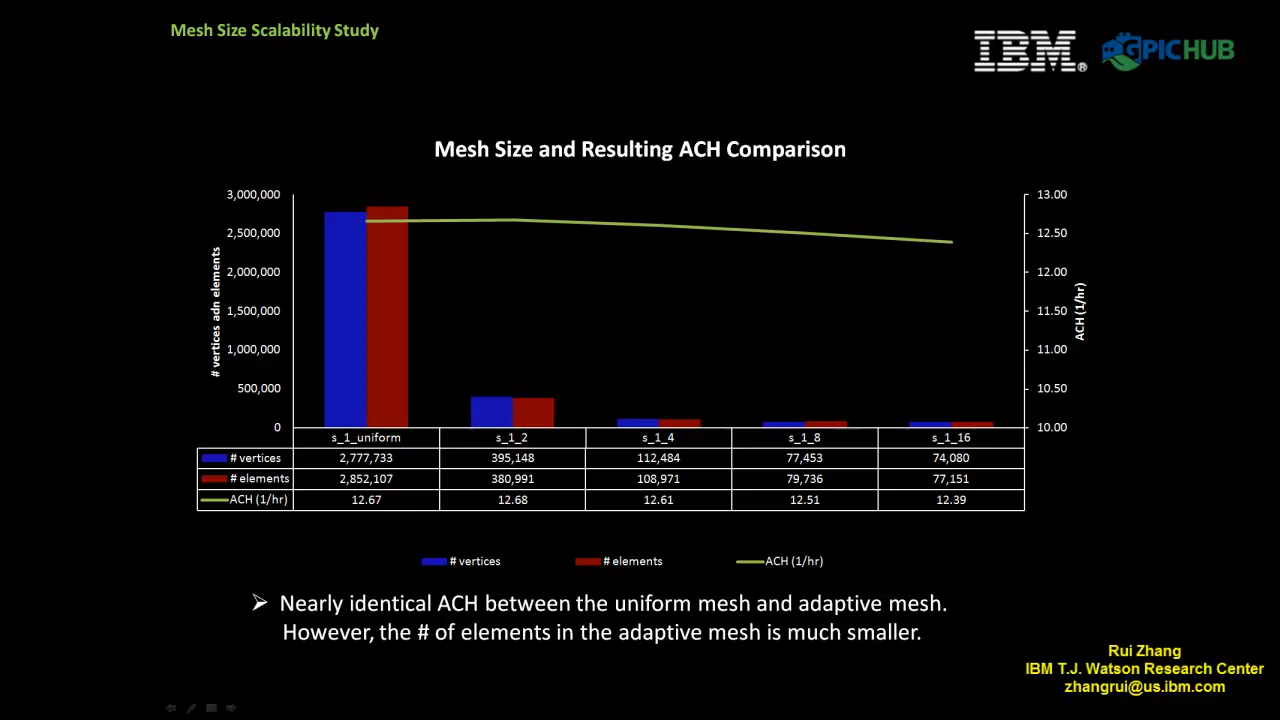 Mesh Size Scalability Study
IBM®
GPICHUB
Mesh Size and Resulting ACH Comparison
3,000,000
2,500,000
2,000,000
1,500,000
1,000,000
500,000
0
# vertices adn elements
13.00
12.50
12.00
11.50
11.00
10.50
10.00
ACH (1/hr)
s_1_uniform s_1_2 s_1_4 s_1_8 s_1_16
# vertices 2,777,733 395,148 112,484 77,453 74,080
# elements 2,852,107 380,991 108,971 79,736 77,151
ACH (1/hr) 12.67 12.68 12.61 12.51 12.39
# vertices # elements ACH (1/hr)
Nearly identical ACH between the uniform mesh and adaptive mesh.
However, the # of elements in the adaptive mesh is much smaller.
Rui Zhang
IBM T.J. Watson Research Center
zhangrui@us.ibm.com